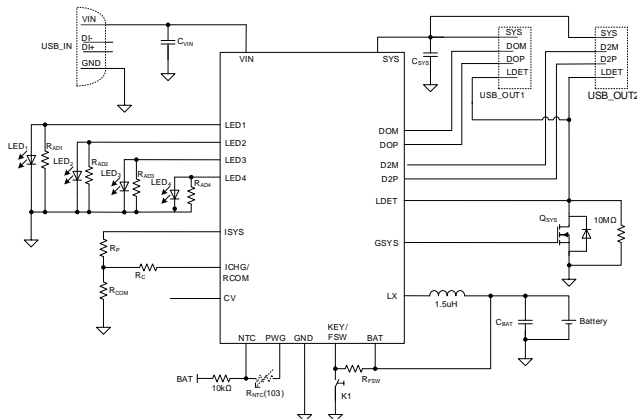 VIN
DI-
DI+
GND
USB_IN
CVIN
VIN
SYS
CSYS
SYS
DOM
DOP
LDET
USB_OUT1
SYS
D2M
D2P
LDET
USB_OUT2
LED1
LED2
LED3
LED4
LED1
RAD1
LED2
RAD2
LED3
RAD3
LED4
RAD4
DOM
DOP
D2M
D2P
LDET
GSYS
QSYS
10MΩ
ISYS
RP
RC
ICHG/
RCOM
RCOM
CV
LX
1.5uH
CBAT
Battery
NTC
PWG
GND
KEY/
FSW
BAT
BAT
10kΩ
RNTC(103)
RFSW
K1